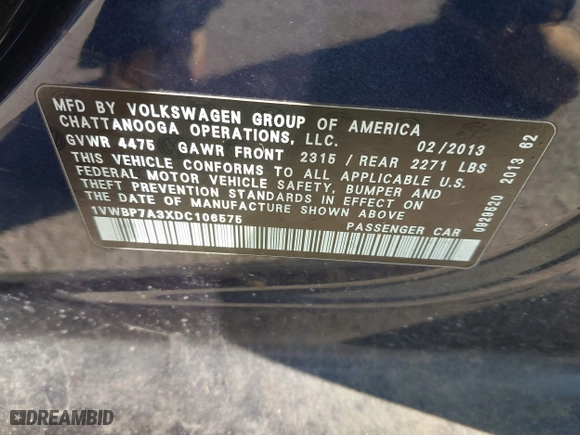 MFD BY VOLKSWAGEN GROUP OF AMERICA
CHATTANOOGA OPERATIONS, LLC. 02/2013
GVWR 4475 GAWR FRONT 2315 / REAR 2271 LBS
THIS VEHICLE CONFORMS TO ALL APPLICABLE U.S.
FEDERAL MOTOR VEHICLE SAFETY, BUMPER AND
THEFT PREVENTION STANDARDS IN EFFECT ON
THE DATE OF MANUFACTURE SHOWN ABOVE
1VWBP7A3XDC106575 PASSENGER CAR
0929620 2013 62
DREAMBID